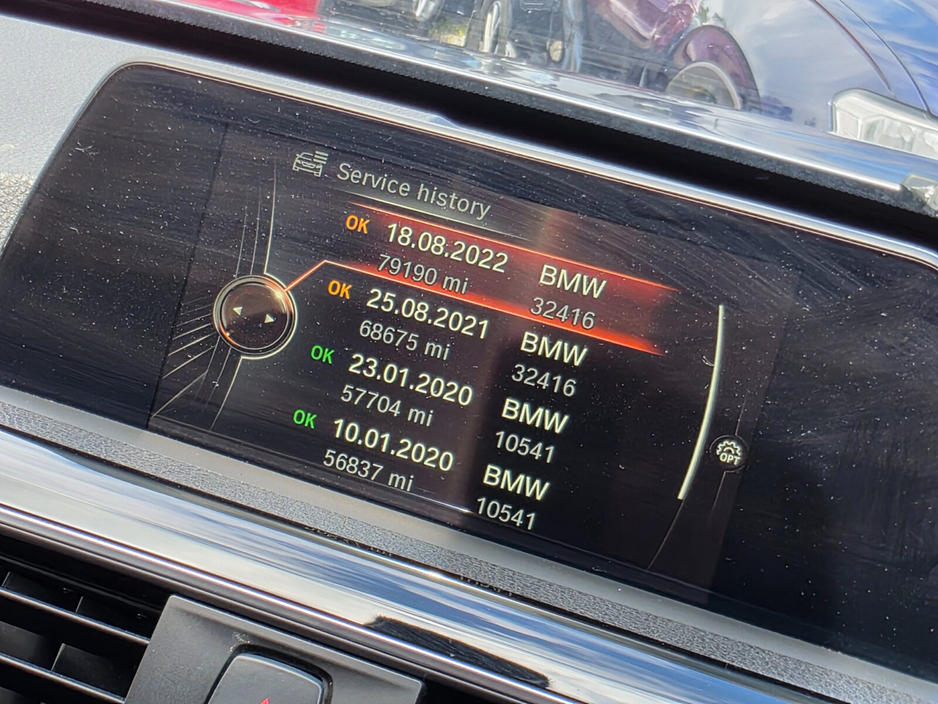 Service history
OK 18.08.2022 BMW
79190 mi 32416
OK 25.08.2021 BMW
68675 mi 32416
OK 23.01.2020 BMW
57704 mi 10541
OK 10.01.2020 BMW
56837 mi 10541
OPT